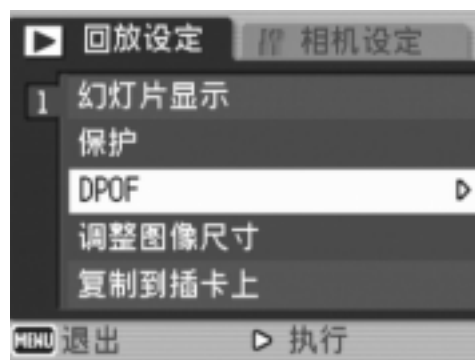 回放设定 相机设定
1 幻灯片显示
保护
DPOF
调整图像尺寸
复制到插卡上
MENU 退出 执行